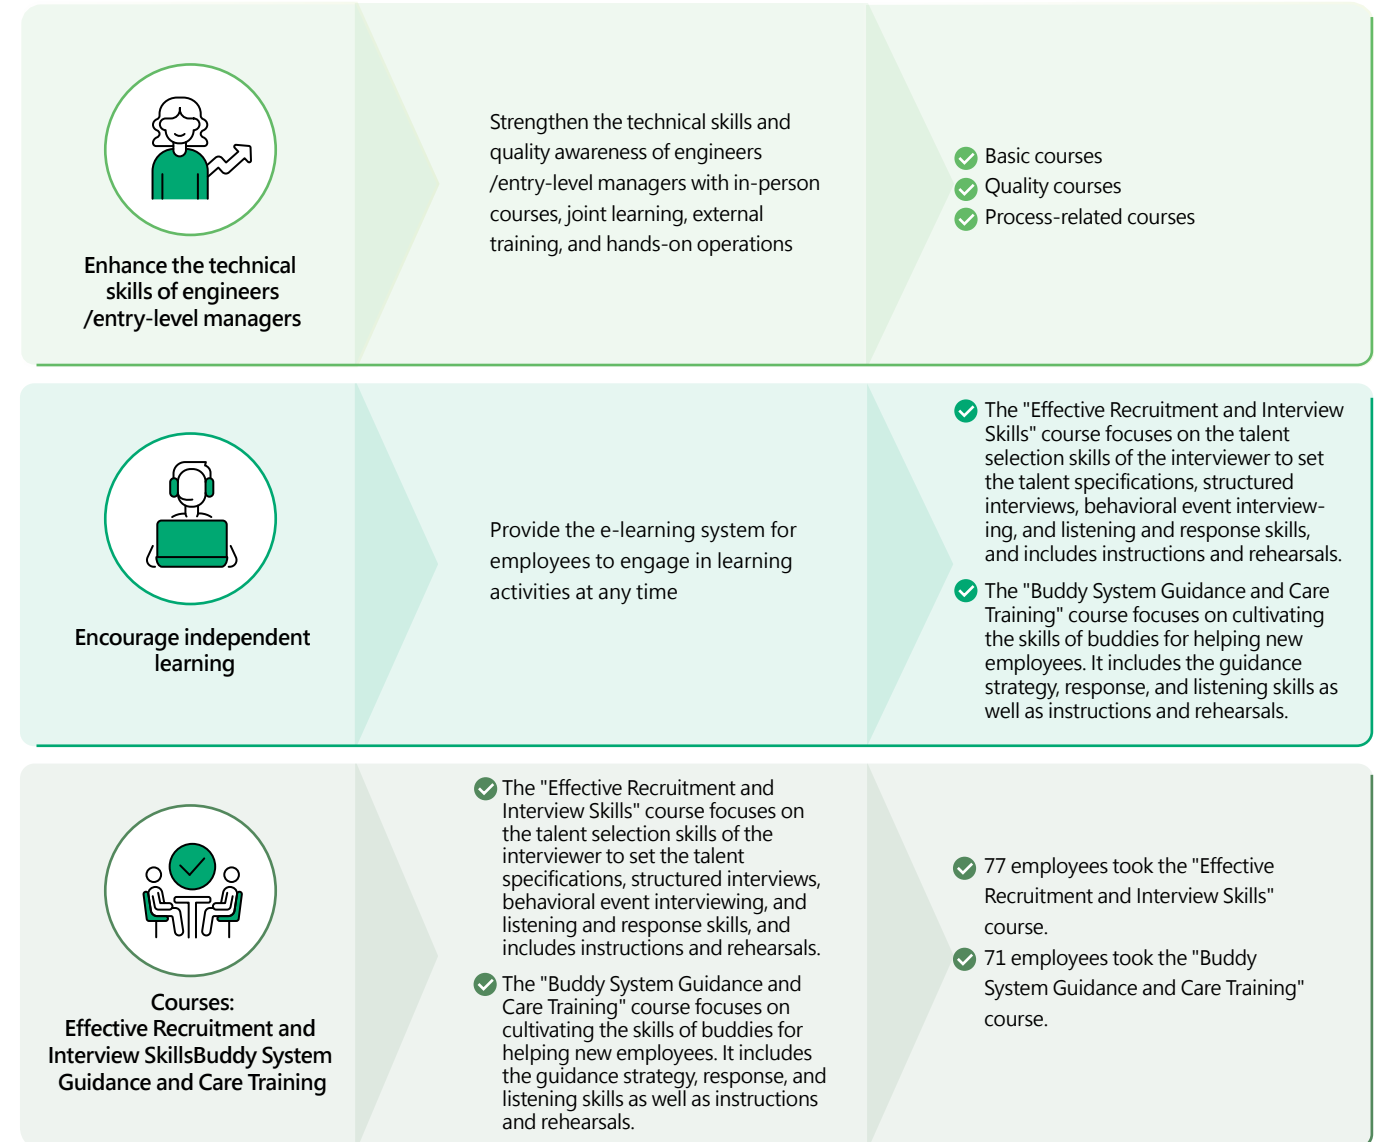 Enhance the technical
skills of engineers
/entry-level managers
Strengthen the technical skills and
quality awareness of engineers
/entry-level managers with in-person
courses, joint learning, external
training, and hands-on operations
Basic courses
Quality courses
Process-related courses
Encourage independent
learning
Provide the e-learning system for
employees to engage in learning
activities at any time
The "Effective Recruitment and Interview
Skills" course focuses on the talent
selection skills of the interviewer to set
the talent specifications, structured
interviews, behavioral event interview-
ing, and listening and response skills,
and includes instructions and rehearsals.
The "Buddy System Guidance and Care
Training" course focuses on cultivating
the skills of buddies for helping new
employees. It includes the guidance
strategy, response, and listening skills as
well as instructions and rehearsals.
Courses:
Effective Recruitment and
Interview SkillsBuddy System
Guidance and Care Training
The "Effective Recruitment and
Interview Skills" course focuses on
the talent selection skills of the
interviewer to set the talent
specifications, structured interviews,
behavioral event interviewing, and
listening and response skills, and
includes instructions and rehearsals.
The "Buddy System Guidance and
Care Training" course focuses on
cultivating the skills of buddies for
helping new employees. It includes
the guidance strategy, response, and
listening skills as well as instructions
and rehearsals.
77 employees took the "Effective
Recruitment and Interview Skills"
course.
71 employees took the "Buddy
System Guidance and Care Training"
course.